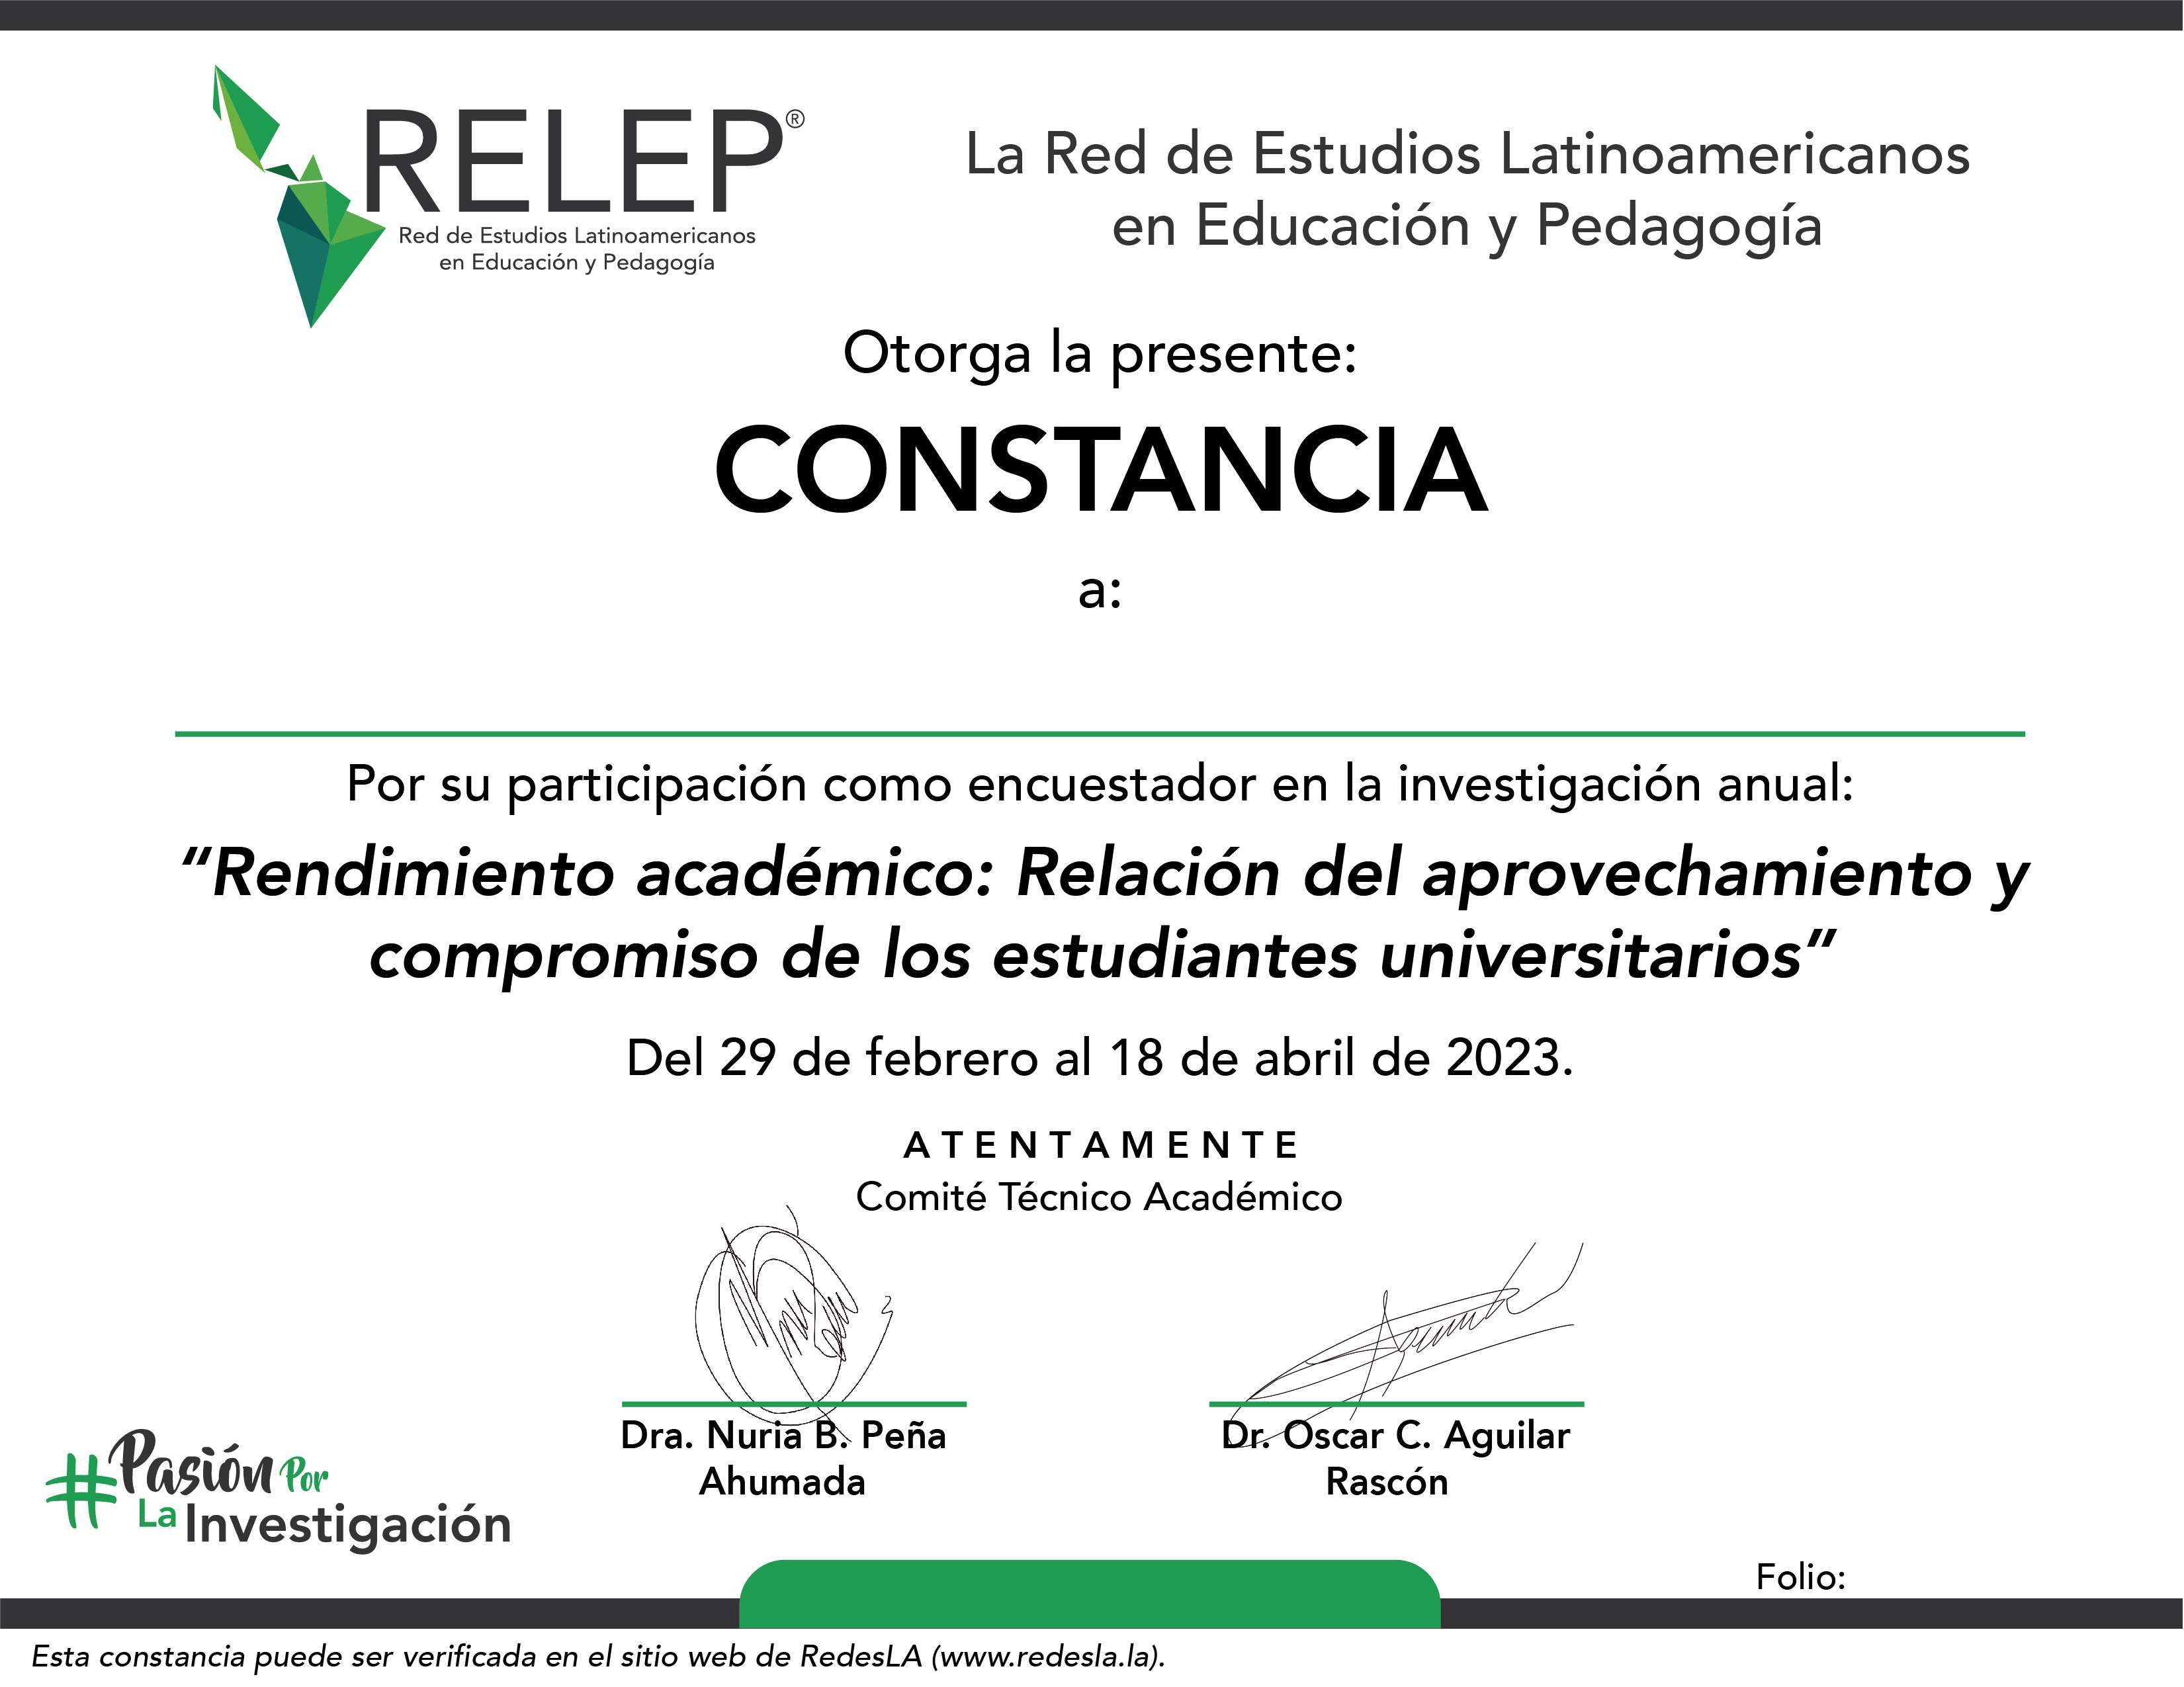 RELEP®
Red de Estudios Latinoamericanos
en Educación y Pedagogía
La Red de Estudios Latinoamericanos
en Educación y Pedagogía
Otorga la presente:
CONSTANCIA
a:
Por su participación como encuestador en la investigación anual:
“Rendimiento académico: Relación del aprovechamiento y
compromiso de los estudiantes universitarios”
Del 29 de febrero al 18 de abril de 2023.
ATENTAMENTE
Comité Técnico Académico
Dra. Nuria B. Peña
Ahumada
Dr. Oscar C. Aguilar
Rascón
#Pasión Por
La Investigación
Folio:
Esta constancia puede ser verificada en el sitio web de RedesLA (www.redesla.la).